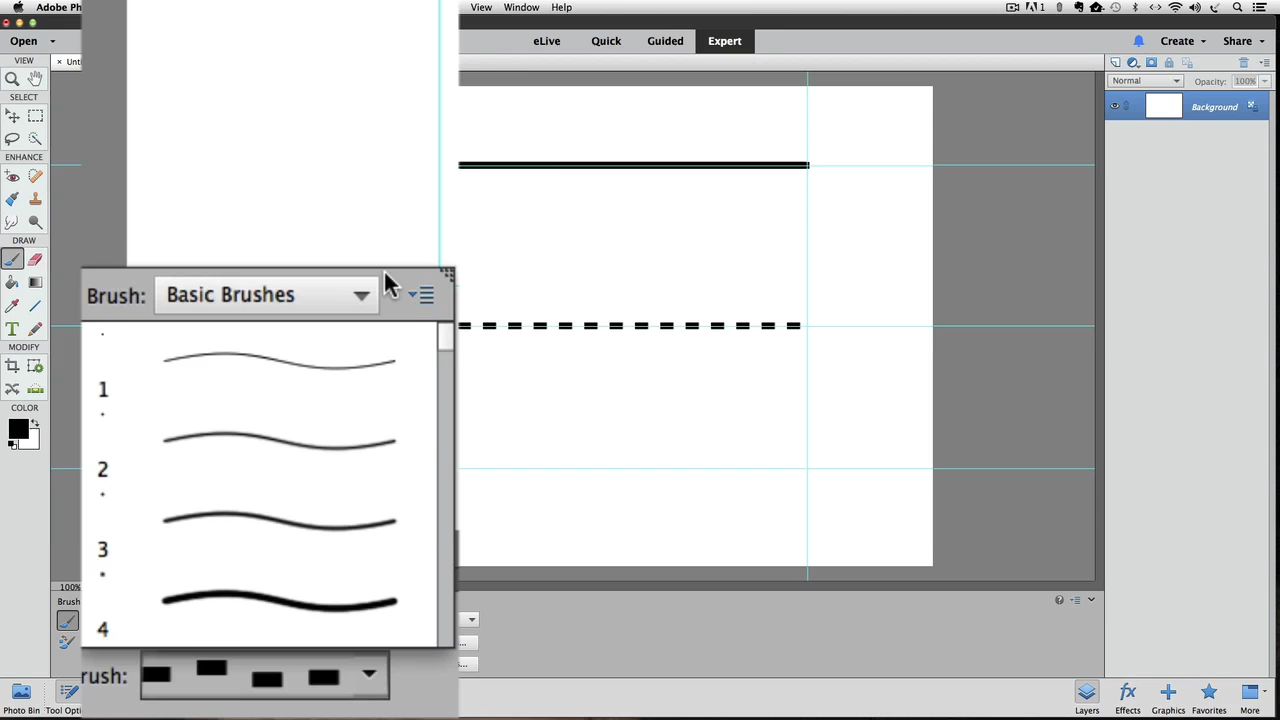 Adobe Ph
View Window Help
1
Open
eLive Quick Guided Expert
Create Share
VIEW
Unti
Normal Opacity: 100%
SELECT
Background
ENHANCE
DRAW
Brush: Basic Brushes
MODIFY
1
COLOR
2
3
100%
Brush
4
rush:
Photo Bin Tool Opti
Layers Effects Graphics Favorites More